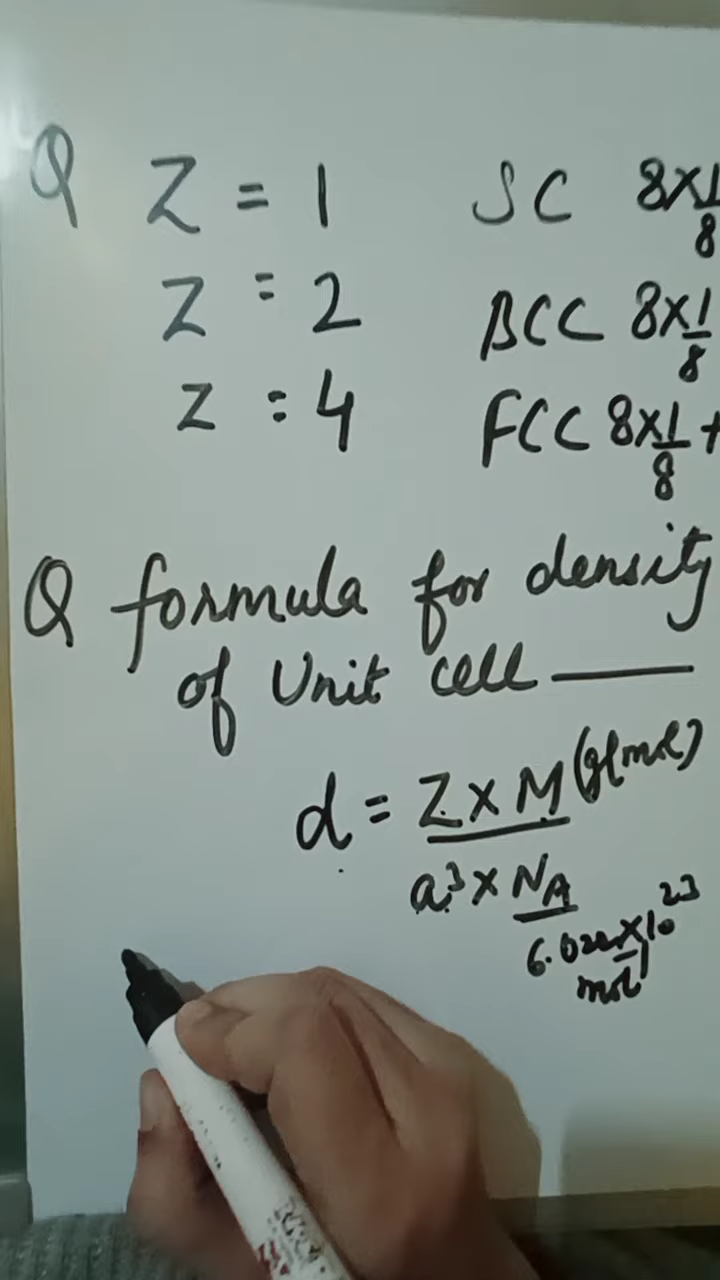 Q Z = 1 SC 8×1/8
Z = 2 BCC 8×1/8
Z = 4 FCC 8×1/8 +
Q formula for density
of Unit cell
d = Z × M (g/mol)
a³ × NA
6.022×10²³
mol